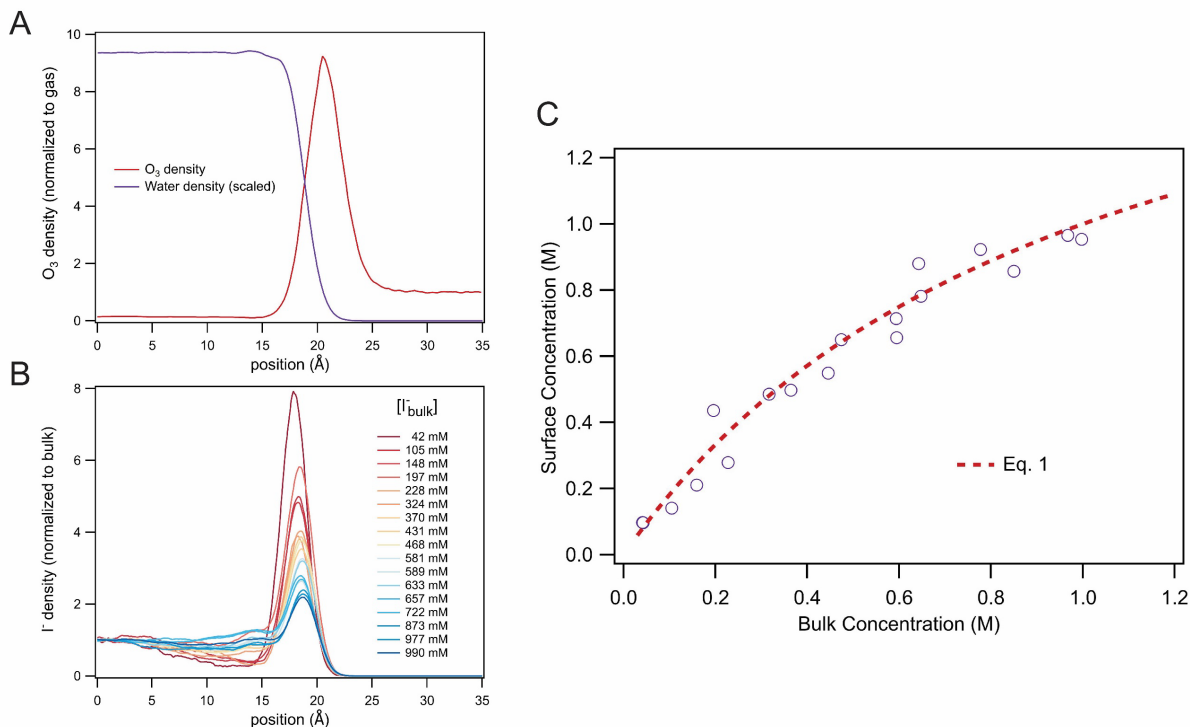 A
O₃ density (normalized to gas)
10
8
6
4
2
0
O₃ density
Water density (scaled)
0 5 10 15 20 25 30 35
position (Å)
B
I⁻ density (normalized to bulk)
8
6
4
2
0
[I⁻bulk]
42 mM
105 mM
148 mM
197 mM
228 mM
324 mM
370 mM
431 mM
468 mM
581 mM
589 mM
633 mM
657 mM
722 mM
873 mM
977 mM
990 mM
0 5 10 15 20 25 30 35
position (Å)
C
Surface Concentration (M)
1.2
1.0
0.8
0.6
0.4
0.2
0.0
Eq. 1
0.0 0.2 0.4 0.6 0.8 1.0 1.2
Bulk Concentration (M)